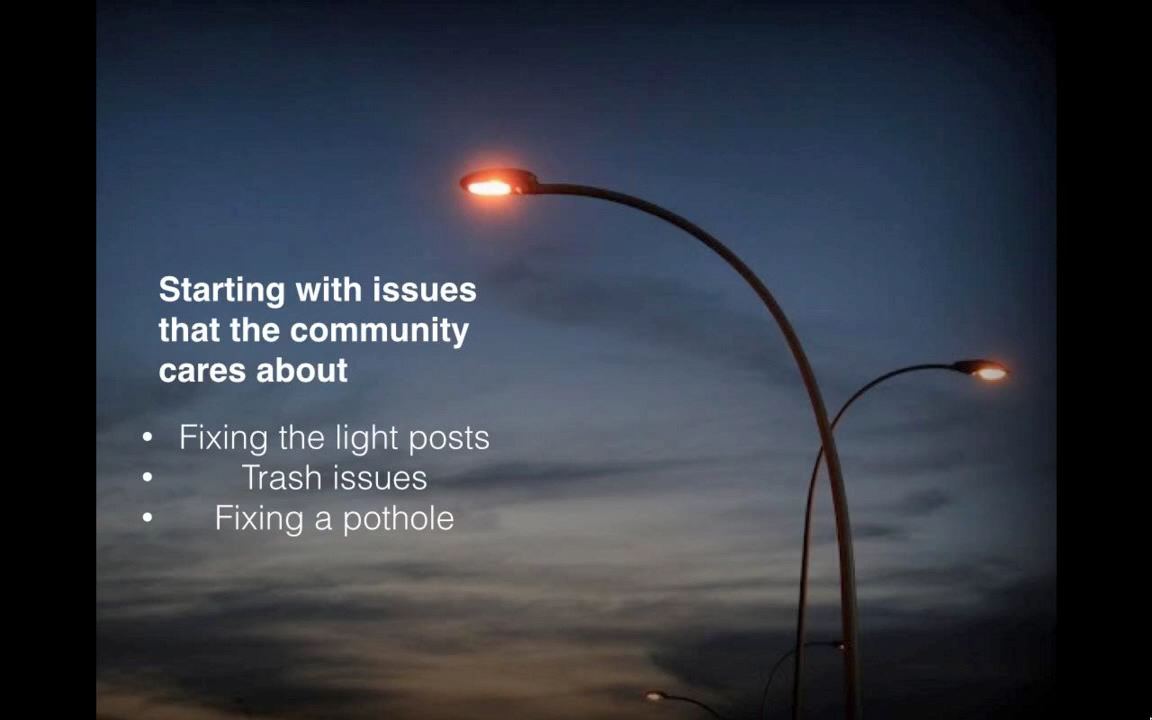 Starting with issues
that the community
cares about
• Fixing the light posts
• Trash issues
• Fixing a pothole